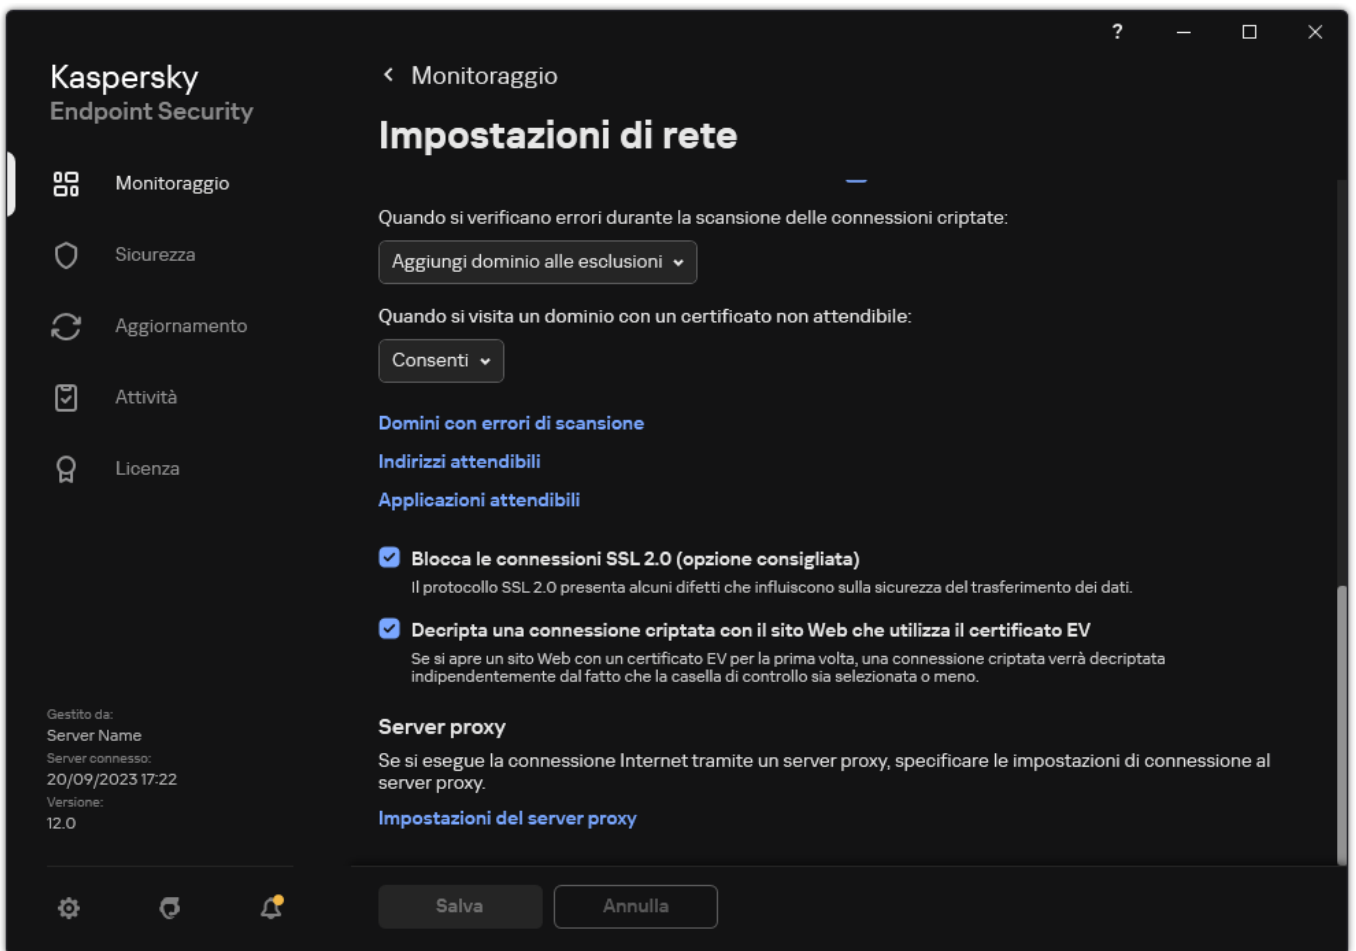 ?
Kaspersky
Endpoint Security
Monitoraggio
Sicurezza
Aggiornamento
Attività
Licenza
Gestito da:
Server Name
Server connesso:
20/09/2023 17:22
Versione:
12.0
Monitoraggio
Impostazioni di rete
Quando si verificano errori durante la scansione delle connessioni criptate:
Aggiungi dominio alle esclusioni
Quando si visita un dominio con un certificato non attendibile:
Consenti
Domini con errori di scansione
Indirizzi attendibili
Applicazioni attendibili
Blocca le connessioni SSL 2.0 (opzione consigliata)
Il protocollo SSL 2.0 presenta alcuni difetti che influiscono sulla sicurezza del trasferimento dei dati.
Decripta una connessione criptata con il sito Web che utilizza il certificato EV
Se si apre un sito Web con un certificato EV per la prima volta, una connessione criptata verrà decriptata
indipendentemente dal fatto che la casella di controllo sia selezionata o meno.
Server proxy
Se si esegue la connessione Internet tramite un server proxy, specificare le impostazioni di connessione al
server proxy.
Impostazioni del server proxy
Salva
Annulla